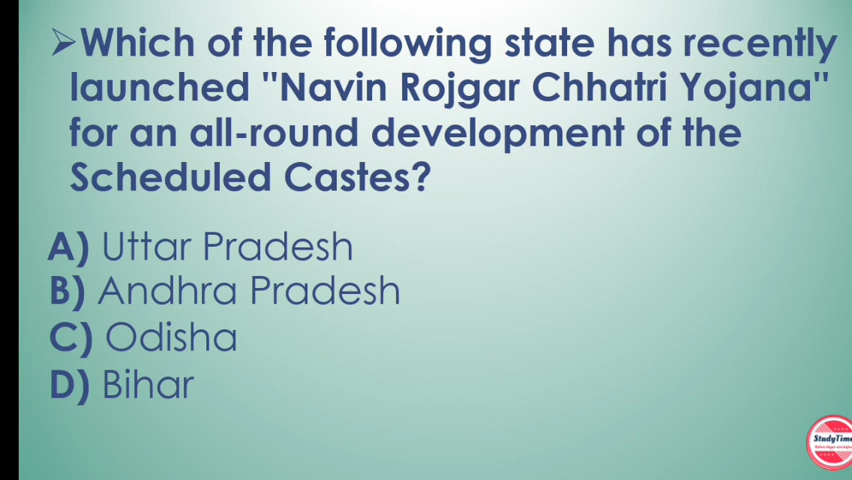 ➢Which of the following state has recently
launched "Navin Rojgar Chhatri Yojana"
for an all-round development of the
Scheduled Castes?
A) Uttar Pradesh
B) Andhra Pradesh
C) Odisha
D) Bihar
StudyTime